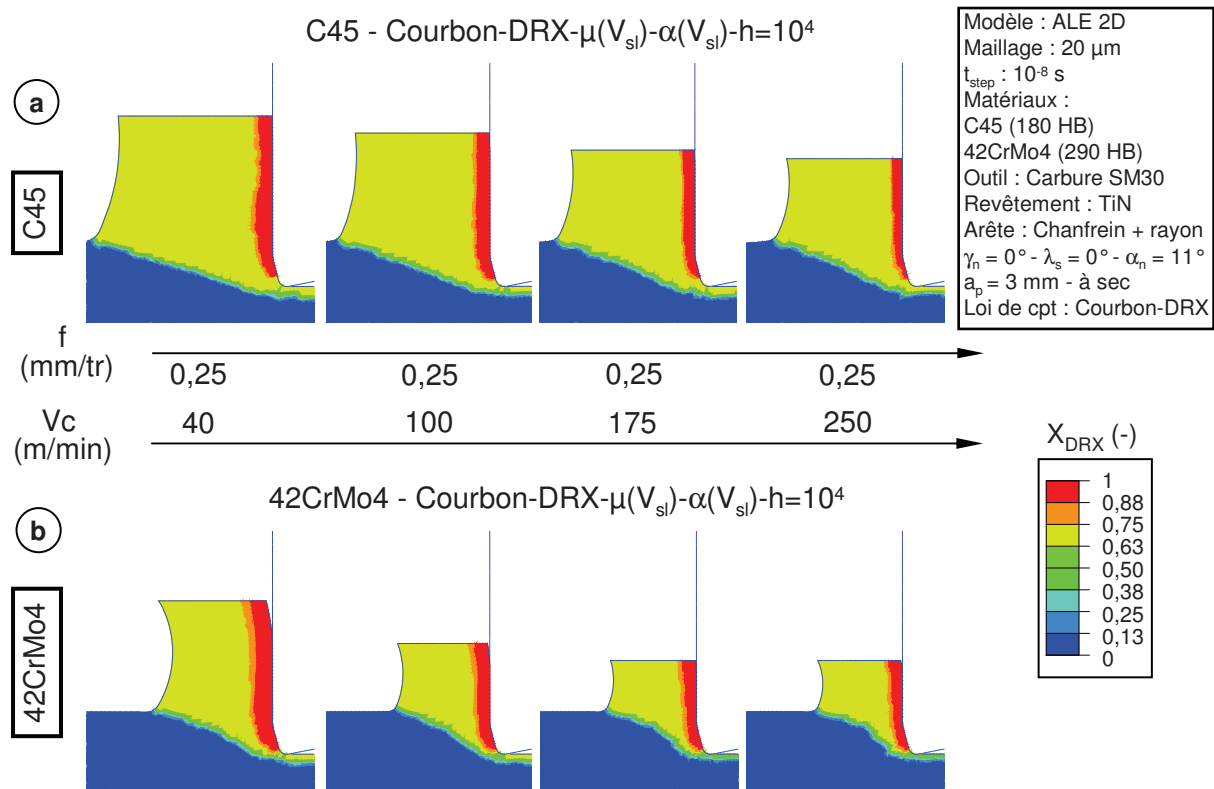 C45 - Courbon-DRX-μ(Vsl)-α(Vsl)-h=10⁴
a
C45
Modèle : ALE 2D
Maillage : 20 μm
tstep : 10⁻⁸ s
Matériaux :
C45 (180 HB)
42CrMo4 (290 HB)
Outil : Carbure SM30
Revêtement : TiN
Arête : Chanfrein + rayon
γn = 0° - λs = 0° - αn = 11°
ap = 3 mm - à sec
Loi de cpt : Courbon-DRX
f
(mm/tr)
0,25 0,25 0,25 0,25
Vc
(m/min)
40 100 175 250
42CrMo4 - Courbon-DRX-μ(Vsl)-α(Vsl)-h=10⁴
b
42CrMo4
XDRX (-)
1
0,88
0,75
0,63
0,50
0,38
0,25
0,13
0